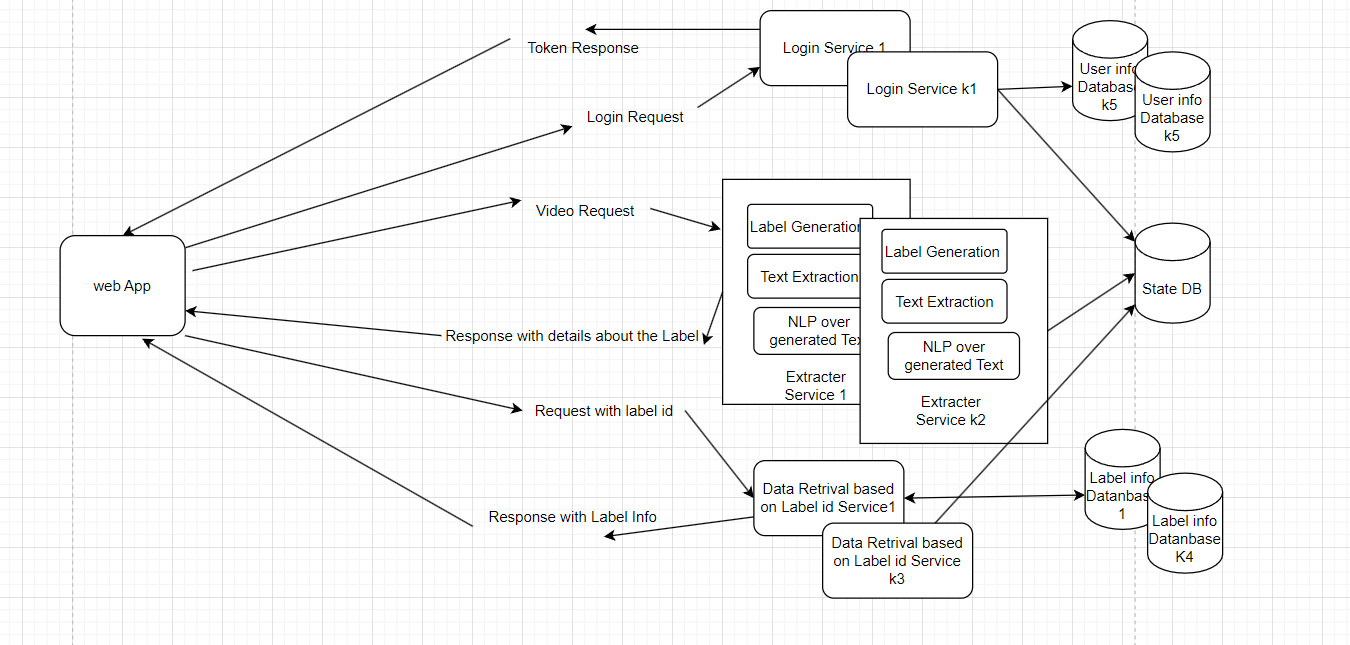 Token Response
Login Service 1
Login Service k1
User info
Databas
k5
User info
Database
k5
Login Request
Video Request
Label Generation
Text Extraction
NLP over
generated Tex
Extracter
Service 1
Label Generation
Text Extraction
NLP over
generated Text
Extracter
Service k2
web App
State DB
Response with details about the Label
Request with label id
Data Retrival based
on Label id Service1
Data Retrival based
on Label id Service
k3
Response with Label Info
Label info
Datanbas
1
Label info
Datanbase
K4